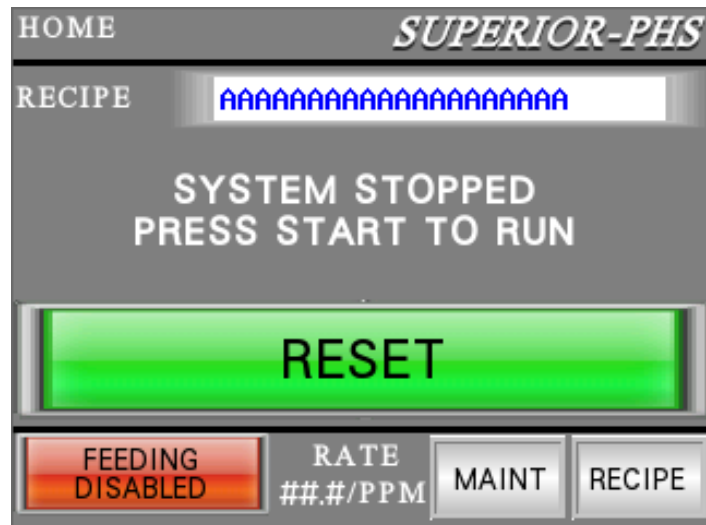 HOME
SUPERIOR-PHS
RECIPE
AAAAAAAAAAAAAAAAAAAA
SYSTEM STOPPED
PRESS START TO RUN
RESET
FEEDING
DISABLED
RATE
##.#/PPM
MAINT
RECIPE